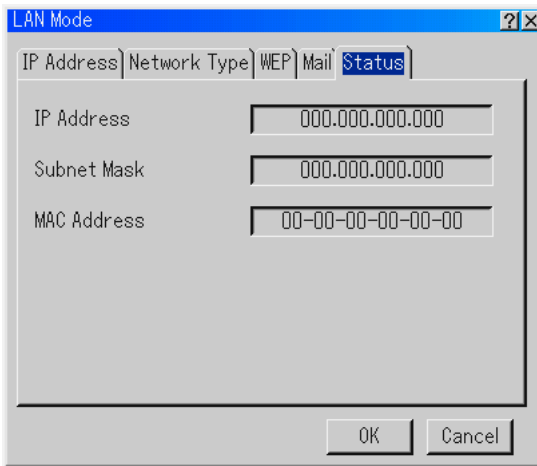 LAN Mode ? ×
IP Address Network Type WEP Mail Status
IP Address 000.000.000.000
Subnet Mask 000.000.000.000
MAC Address 00-00-00-00-00-00
OK Cancel